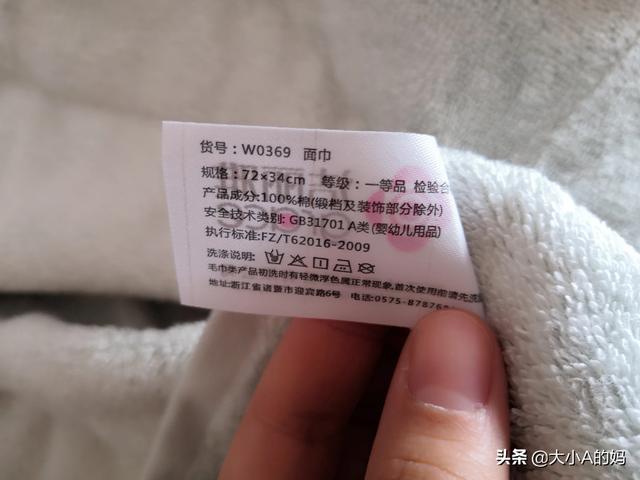 货号：W0369 面巾
规格：72×34cm 等级：一等品 检验合
产品成分:100%棉(缎档及装饰部分除外)
安全技术类别: GB31701 A类(婴幼儿用品)
执行标准:FZ/T62016-2009
洗涤说明:
毛巾类产品初洗时有轻微浮色属正常现象,首次使用前请先洗
地址:浙江省诸暨市迎宾路6号 电话:0575-87876
头条 @大小A的妈